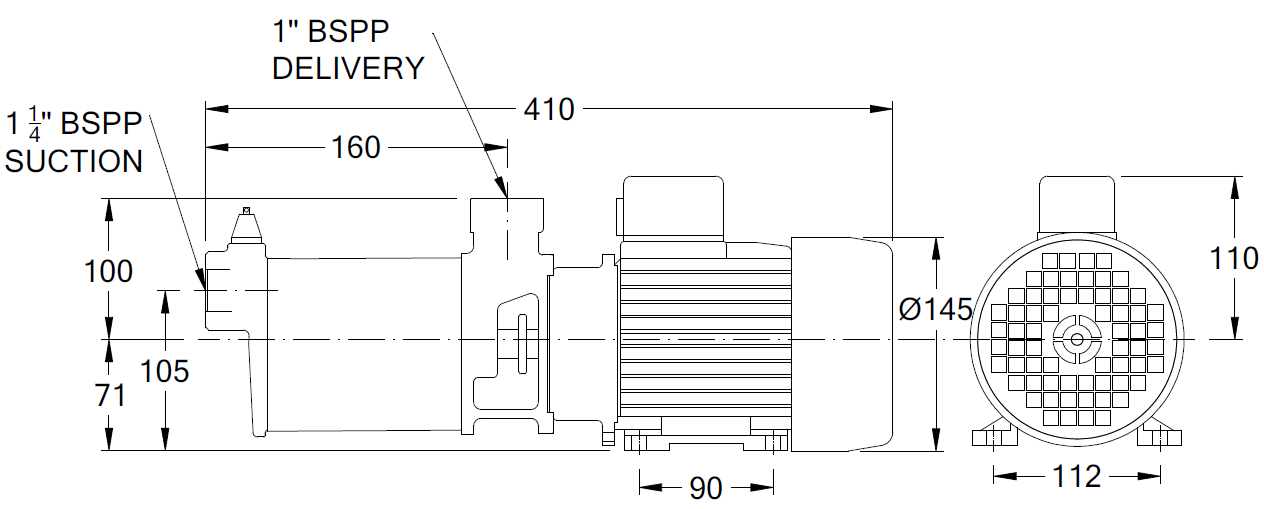 1" BSPP
DELIVERY
410
1 1/4" BSPP
SUCTION
160
100
110
Ø145
105
71
90
112